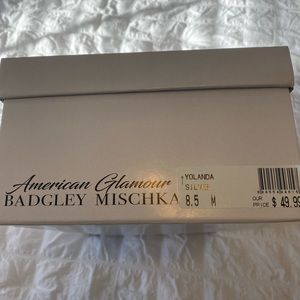 American Glamour
BADGLEY MISCHKA
YOLANDA
SILVER
8.5 M
OUR PRICE $ 49.99